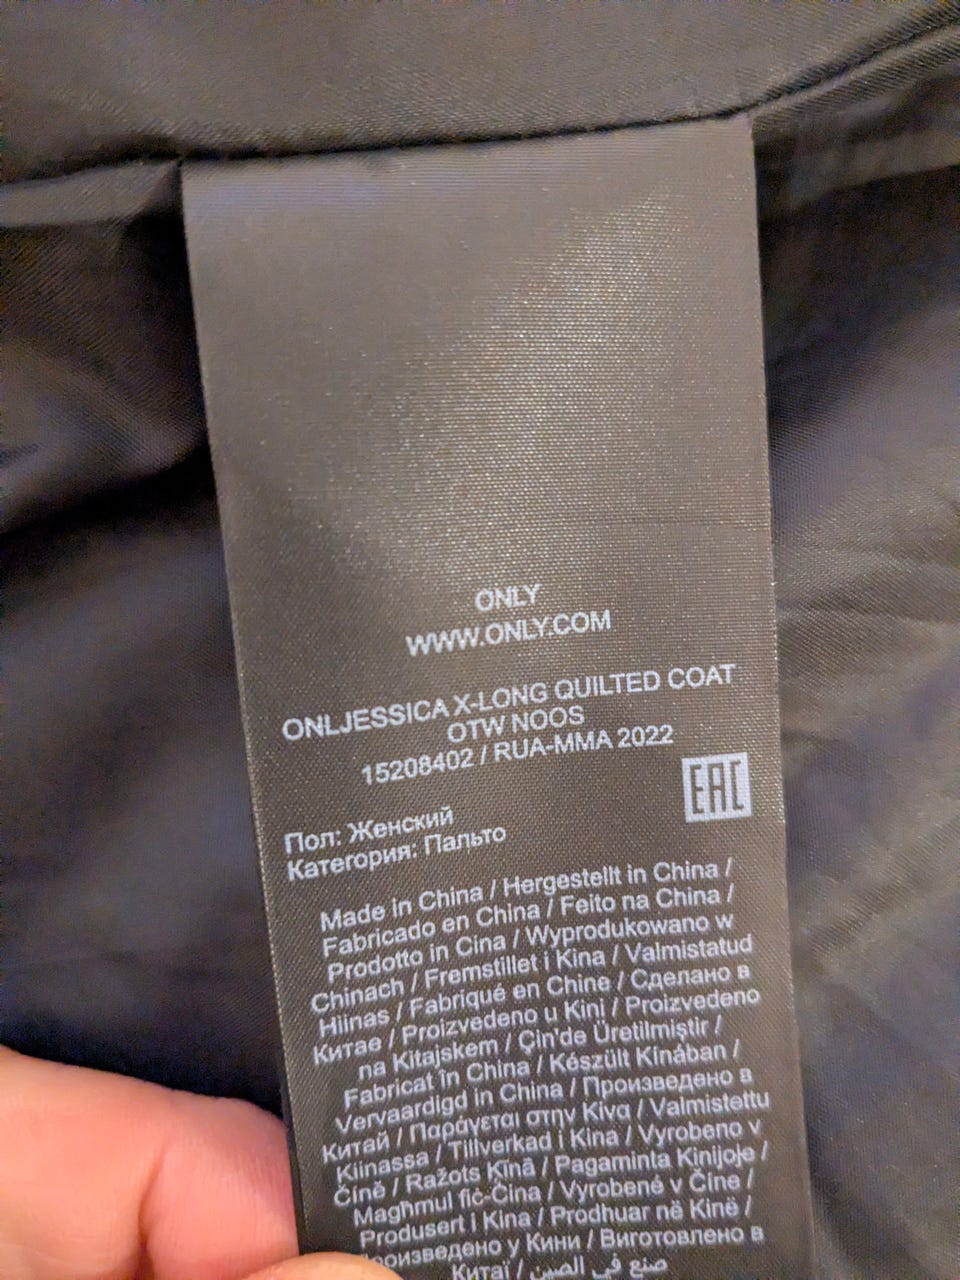 ONLY
WWW.ONLY.COM
ONLJESSICA X-LONG QUILTED COAT
OTW NOOS
15208402 / RUA-MMA 2022
EAC
Пол: Женский
Категория: Пальто
Made in China / Hergestellt in China /
Fabricado en China / Feito na China /
Prodotto in Cina / Wyprodukowano w
Chinach / Fremstillet i Kina / Valmistatud
Hiinas / Fabriqué en Chine / Сделано в
Китае / Proizvedeno u Kini / Proizvedeno
na Kitajskem / Çin'de Üretilmiştir /
Fabricat în China / Készült Kínában /
Vervaardigd in China / Произведено в
Китай / Παράγεται στην Κίνα / Valmistettu
Kiinassa / Tillverkad i Kina / Vyrobeno v
Číně / Ražots Ķīnā / Pagaminta Kinijoje /
Magħmul fiċ-Ċina / Vyrobené v Číne /
Produsert i Kina / Prodhuar në Kinë /
роизведено у Кини / Виготовлено в
Китаї / صنع في الصين